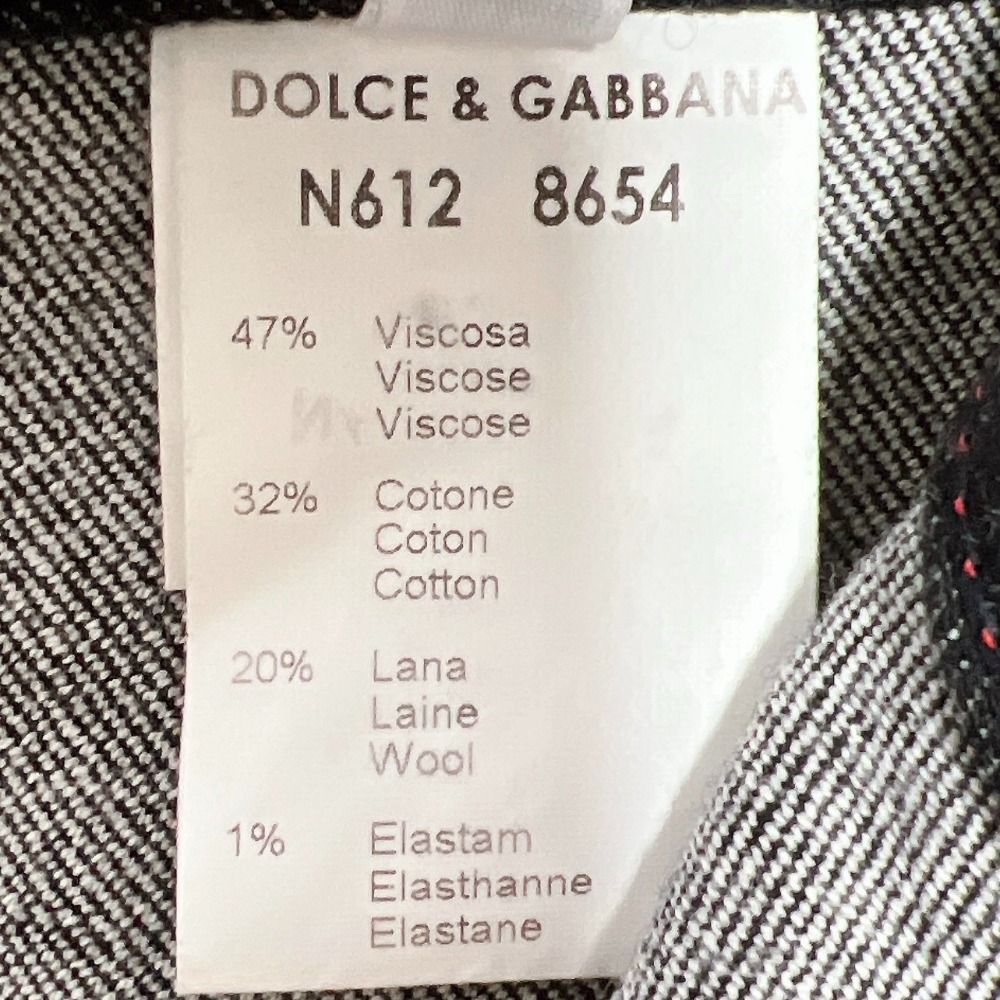 DOLCE & GABBANA
N612 8654
47% Viscosa
Viscose
Viscose
32% Cotone
Coton
Cotton
20% Lana
Laine
Wool
1% Elastam
Elasthanne
Elastane